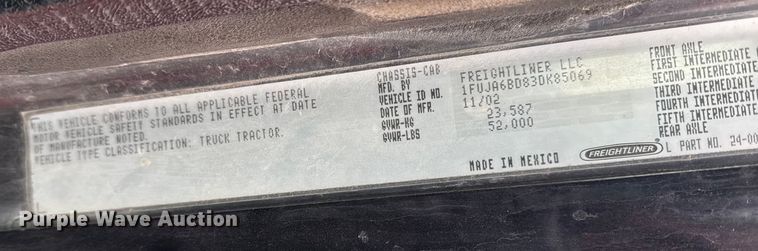 THIS VEHICLE CONFORMS TO ALL APPLICABLE FEDERAL
MOTOR VEHICLE SAFETY STANDARDS IN EFFECT AT DATE
OF MANUFACTURE NOTED.
VEHICLE TYPE CLASSIFICATION: TRUCK TRACTOR.
CHASSIS-CAB
MFD. BY FREIGHTLINER LLC
VEHICLE ID NO. 1FUJA6BD83DK85069
DATE OF MFR. 11/02
GVWR-KG 23,587
GVWR-LBS 52,000
MADE IN MEXICO
FREIGHTLINER
FRONT AXLE
FIRST INTERMEDIATE
SECOND INTERMEDIATE
THIRD INTERMEDIATE
FOURTH INTERMEDIATE
FIFTH INTERMEDIATE
REAR AXLE
L PART NO. 24-00
Purple Wave Auction